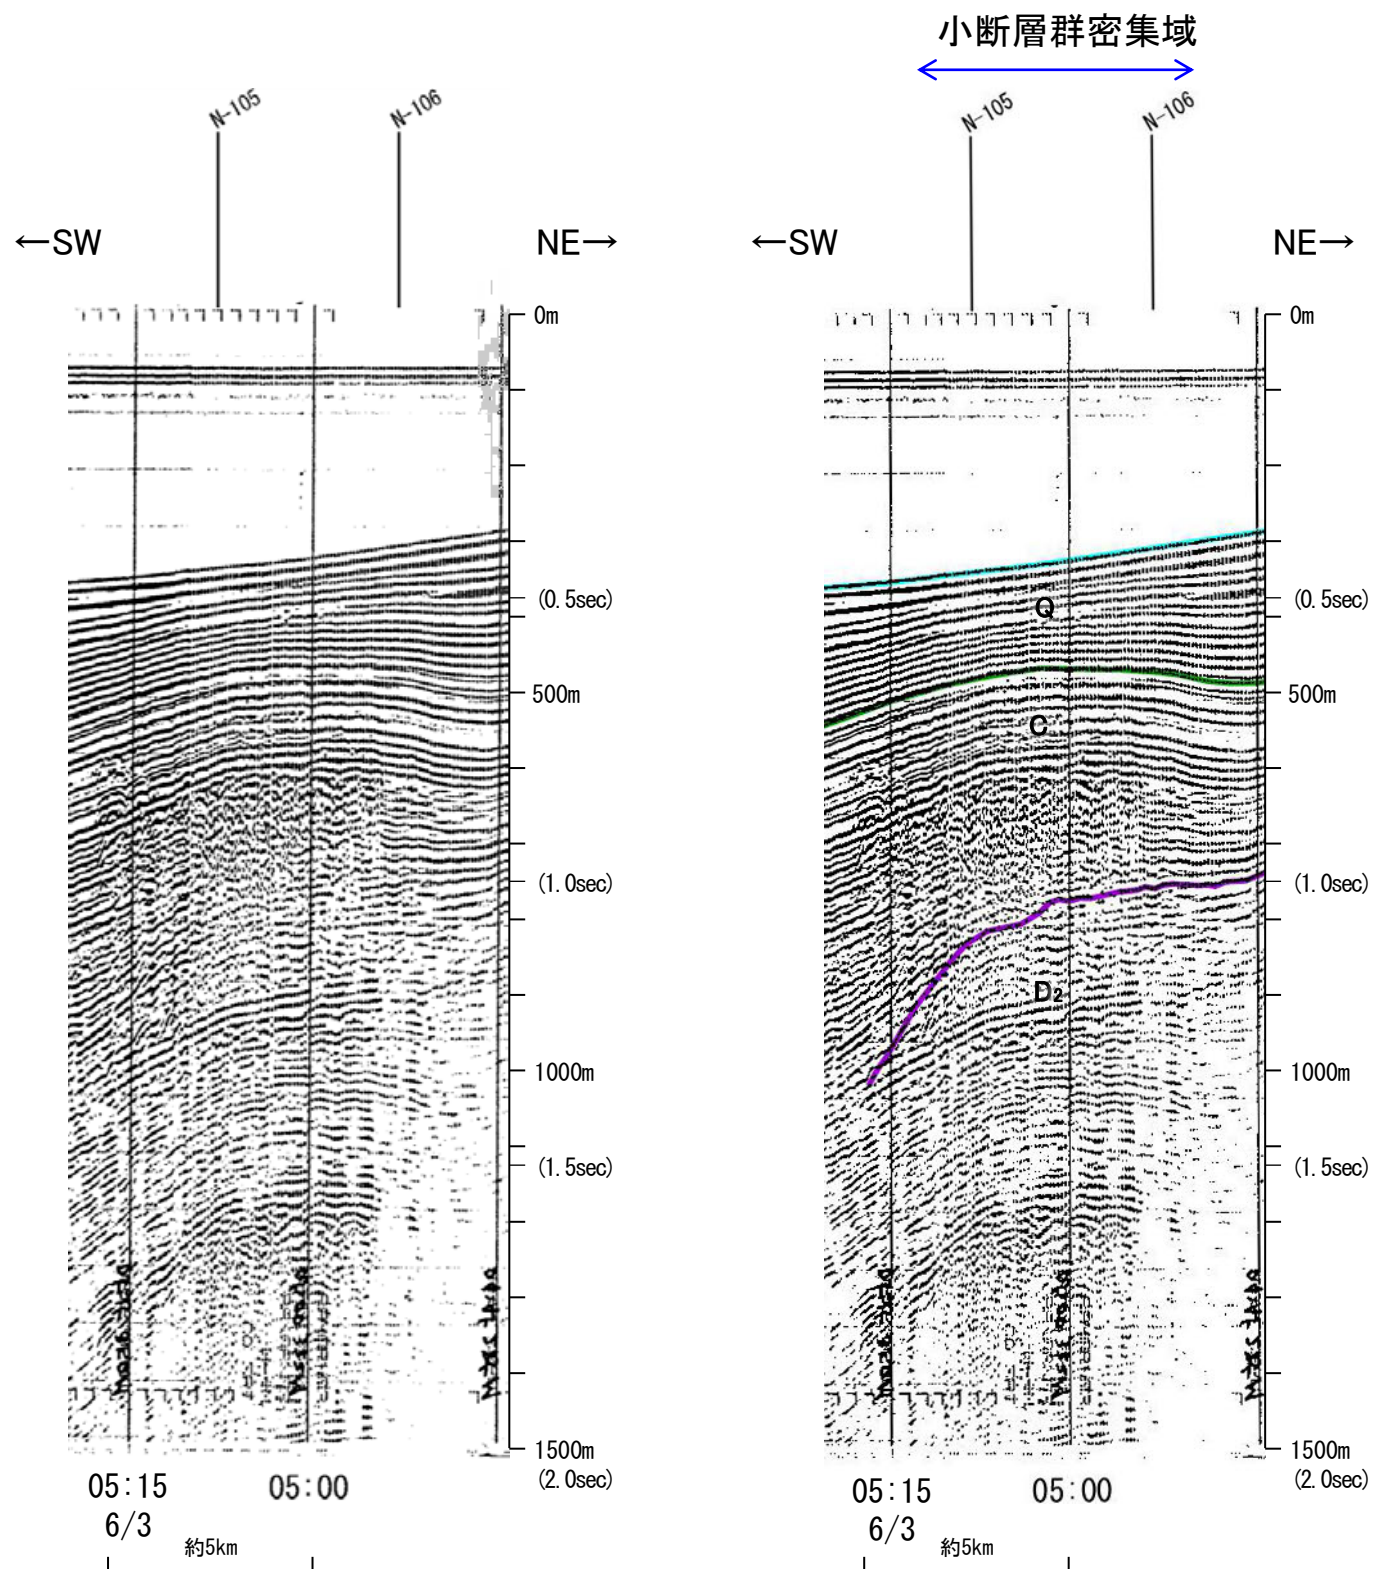 小断層群密集域
N-105
N-106
←SW
NE→
0m
(0.5sec)
500m
(1.0sec)
1000m
(1.5sec)
1500m
(2.0sec)
05:15
05:00
6/3
約5km
N-105
N-106
←SW
NE→
0m
(0.5sec)
Q
500m
C
(1.0sec)
D2
1000m
(1.5sec)
1500m
(2.0sec)
05:15
05:00
6/3
約5km